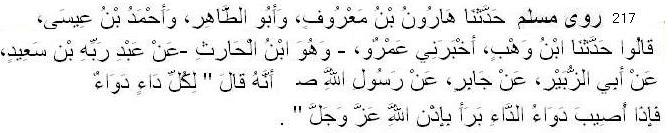 217 روى مسلم حَدَّثَنَا هَارُونُ بْنُ مَعْرُوفٍ، وَأَبُو الطَّاهِرِ، وَأَحْمَدُ بْنُ عِيسَى،
قَالُوا حَدَّثَنَا ابْنُ وَهْبٍ، أَخْبَرَنِي عَمْرٌو، - وَهُوَ ابْنُ الْحَارِثِ -عَنْ عَبْدِ رَبِّهِ بْنِ سَعِيدٍ،
عَنْ أَبِي الزُّبَيْرِ، عَنْ جَابِرٍ، عَنْ رَسُولِ اللَّهِ صـ أَنَّهُ قَالَ " لِكُلِّ دَاءٍ دَوَاءٌ
فَإِذَا أُصِيبَ دَوَاءُ الدَّاءِ بَرَأَ بِإِذْنِ اللَّهِ عَزَّ وَجَلَّ " .